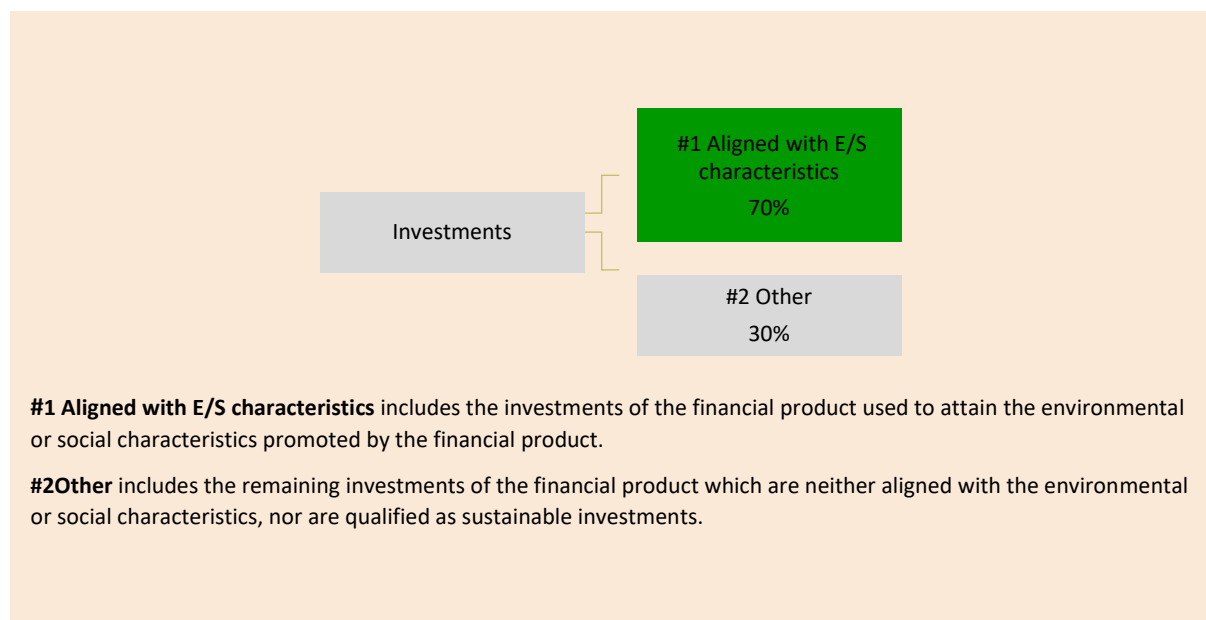 #1 Aligned with E/S
characteristics
70%
Investments
#2 Other
30%
#1 Aligned with E/S characteristics includes the investments of the financial product used to attain the environmental
or social characteristics promoted by the financial product.
#2Other includes the remaining investments of the financial product which are neither aligned with the environmental
or social characteristics, nor are qualified as sustainable investments.